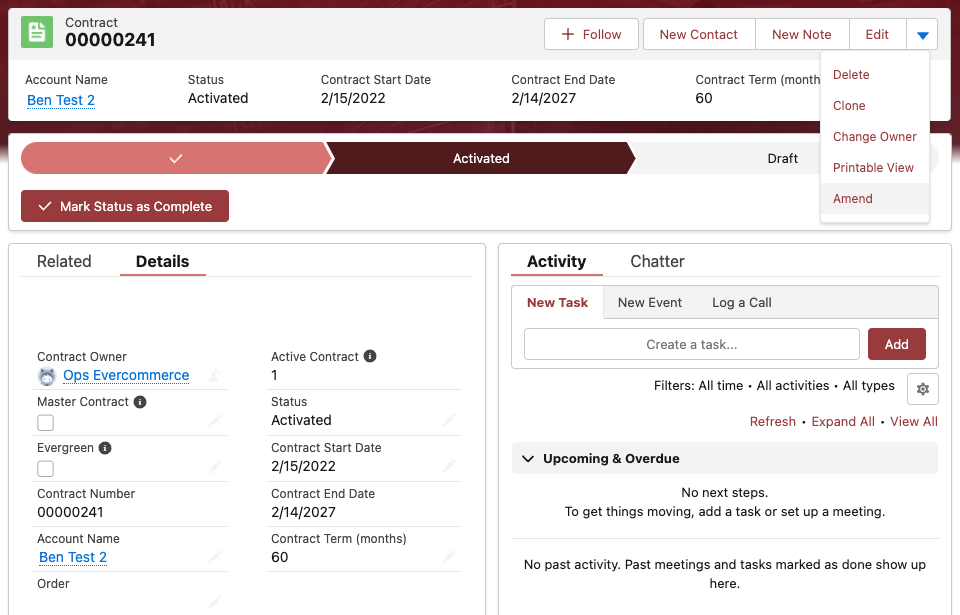 Contract
00000241
Follow
New Contact
New Note
Edit
Account Name
Ben Test 2
Status
Activated
Contract Start Date
2/15/2022
Contract End Date
2/14/2027
Contract Term (month
60
Delete
Clone
Change Owner
Printable View
Amend
Activated
Draft
Mark Status as Complete
Related
Details
Contract Owner
Ops Evercommerce
Active Contract
1
Master Contract
Status
Activated
Evergreen
Contract Start Date
2/15/2022
Contract Number
00000241
Contract End Date
2/14/2027
Account Name
Ben Test 2
Contract Term (months)
60
Order
Activity
Chatter
New Task
New Event
Log a Call
Create a task...
Add
Filters: All time • All activities • All types
Refresh • Expand All • View All
Upcoming & Overdue
No next steps.
To get things moving, add a task or set up a meeting.
No past activity. Past meetings and tasks marked as done show up
here.